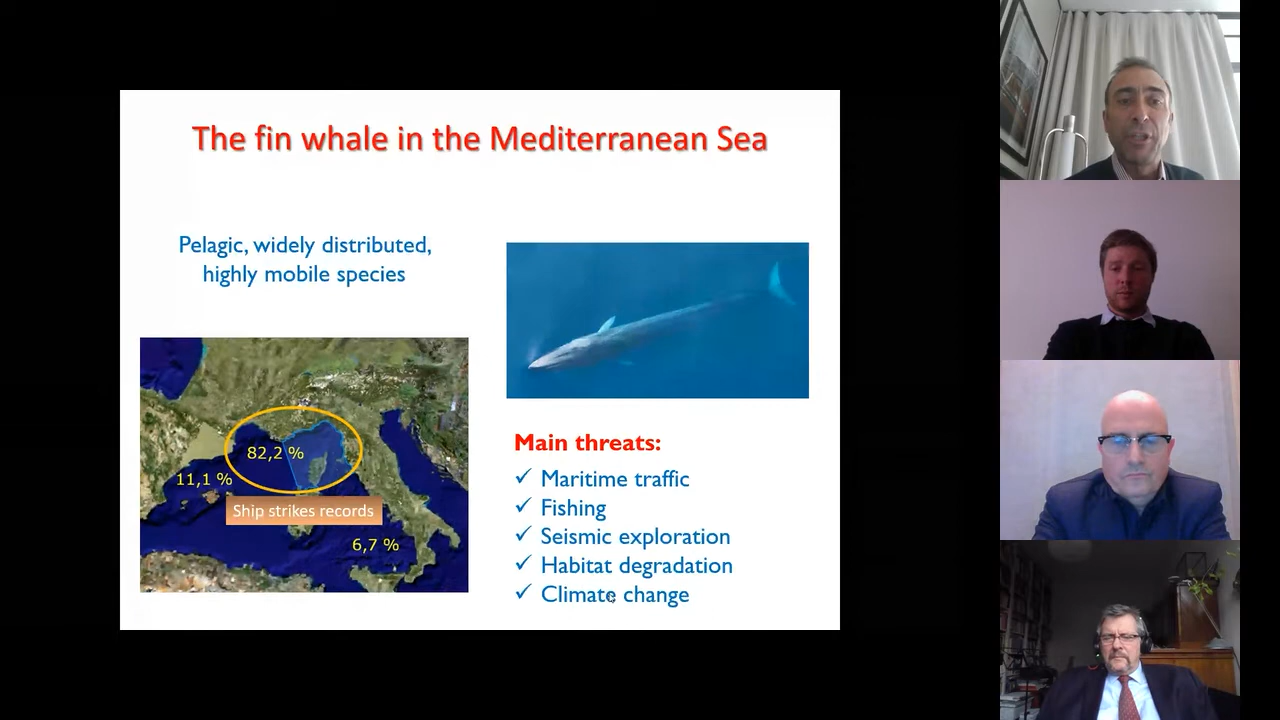 The fin whale in the Mediterranean Sea
Pelagic, widely distributed,
highly mobile species
82,2 %
11,1 %
Ship strikes records
6,7 %
Main threats:
✓ Maritime traffic
✓ Fishing
✓ Seismic exploration
✓ Habitat degradation
✓ Climate change